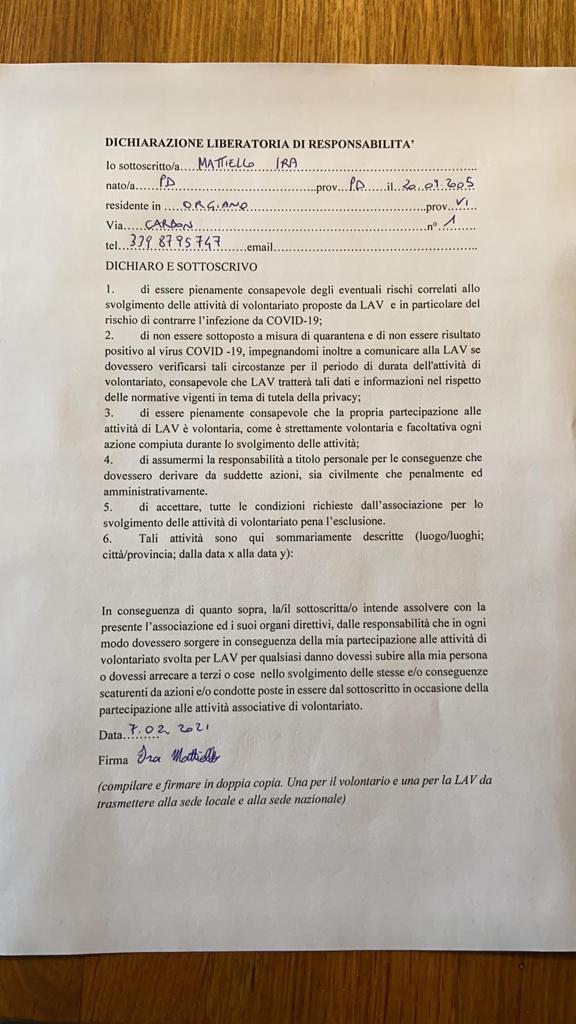 DICHIARAZIONE LIBERATORIA DI RESPONSABILITA'
Io sottoscritto/a.... MATTIELLO IRA
nato/a...... PD ...prov... PD ......il.. 20.09.2005
residente in ..... ORGIANO ...prov.. VI
Via..... CARBON ...n° 1
tel... 339 8795747 ......email...
DICHIARO E SOTTOSCRIVO
1. di essere pienamente consapevole degli eventuali rischi correlati allo
svolgimento delle attività di volontariato proposte da LAV e in particolare del
rischio di contrarre l'infezione da COVID-19;
2. di non essere sottoposto a misura di quarantena e di non essere risultato
positivo al virus COVID -19, impegnandomi inoltre a comunicare alla LAV se
dovessero verificarsi tali circostanze per il periodo di durata dell'attività di
volontariato, consapevole che LAV tratterà tali dati e informazioni nel rispetto
delle normative vigenti in tema di tutela della privacy;
3. di essere pienamente consapevole che la propria partecipazione alle
attività di LAV è volontaria, come è strettamente volontaria e facoltativa ogni
azione compiuta durante lo svolgimento delle attività;
4. di assumermi la responsabilità a titolo personale per le conseguenze che
dovessero derivare da suddette azioni, sia civilmente che penalmente ed
amministrativamente.
5. di accettare, tutte le condizioni richieste dall'associazione per lo
svolgimento delle attività di volontariato pena l'esclusione.
6. Tali attività sono qui sommariamente descritte (luogo/luoghi;
città/provincia; dalla data x alla data y):
In conseguenza di quanto sopra, la/il sottoscritta/o intende assolvere con la
presente l'associazione ed i suoi organi direttivi, dalle responsabilità che in ogni
modo dovessero sorgere in conseguenza della mia partecipazione alle attività di
volontariato svolta per LAV per qualsiasi danno dovessi subire alla mia persona
o dovessi arrecare a terzi o cose nello svolgimento delle stesse e/o conseguenze
scaturenti da azioni e/o condotte poste in essere dal sottoscritto in occasione della
partecipazione alle attività associative di volontariato.
Data.. 7.02 2021
Firma Ira Mattiello
(compilare e firmare in doppia copia. Una per il volontario e una per la LAV da
trasmettere alla sede locale e alla sede nazionale)